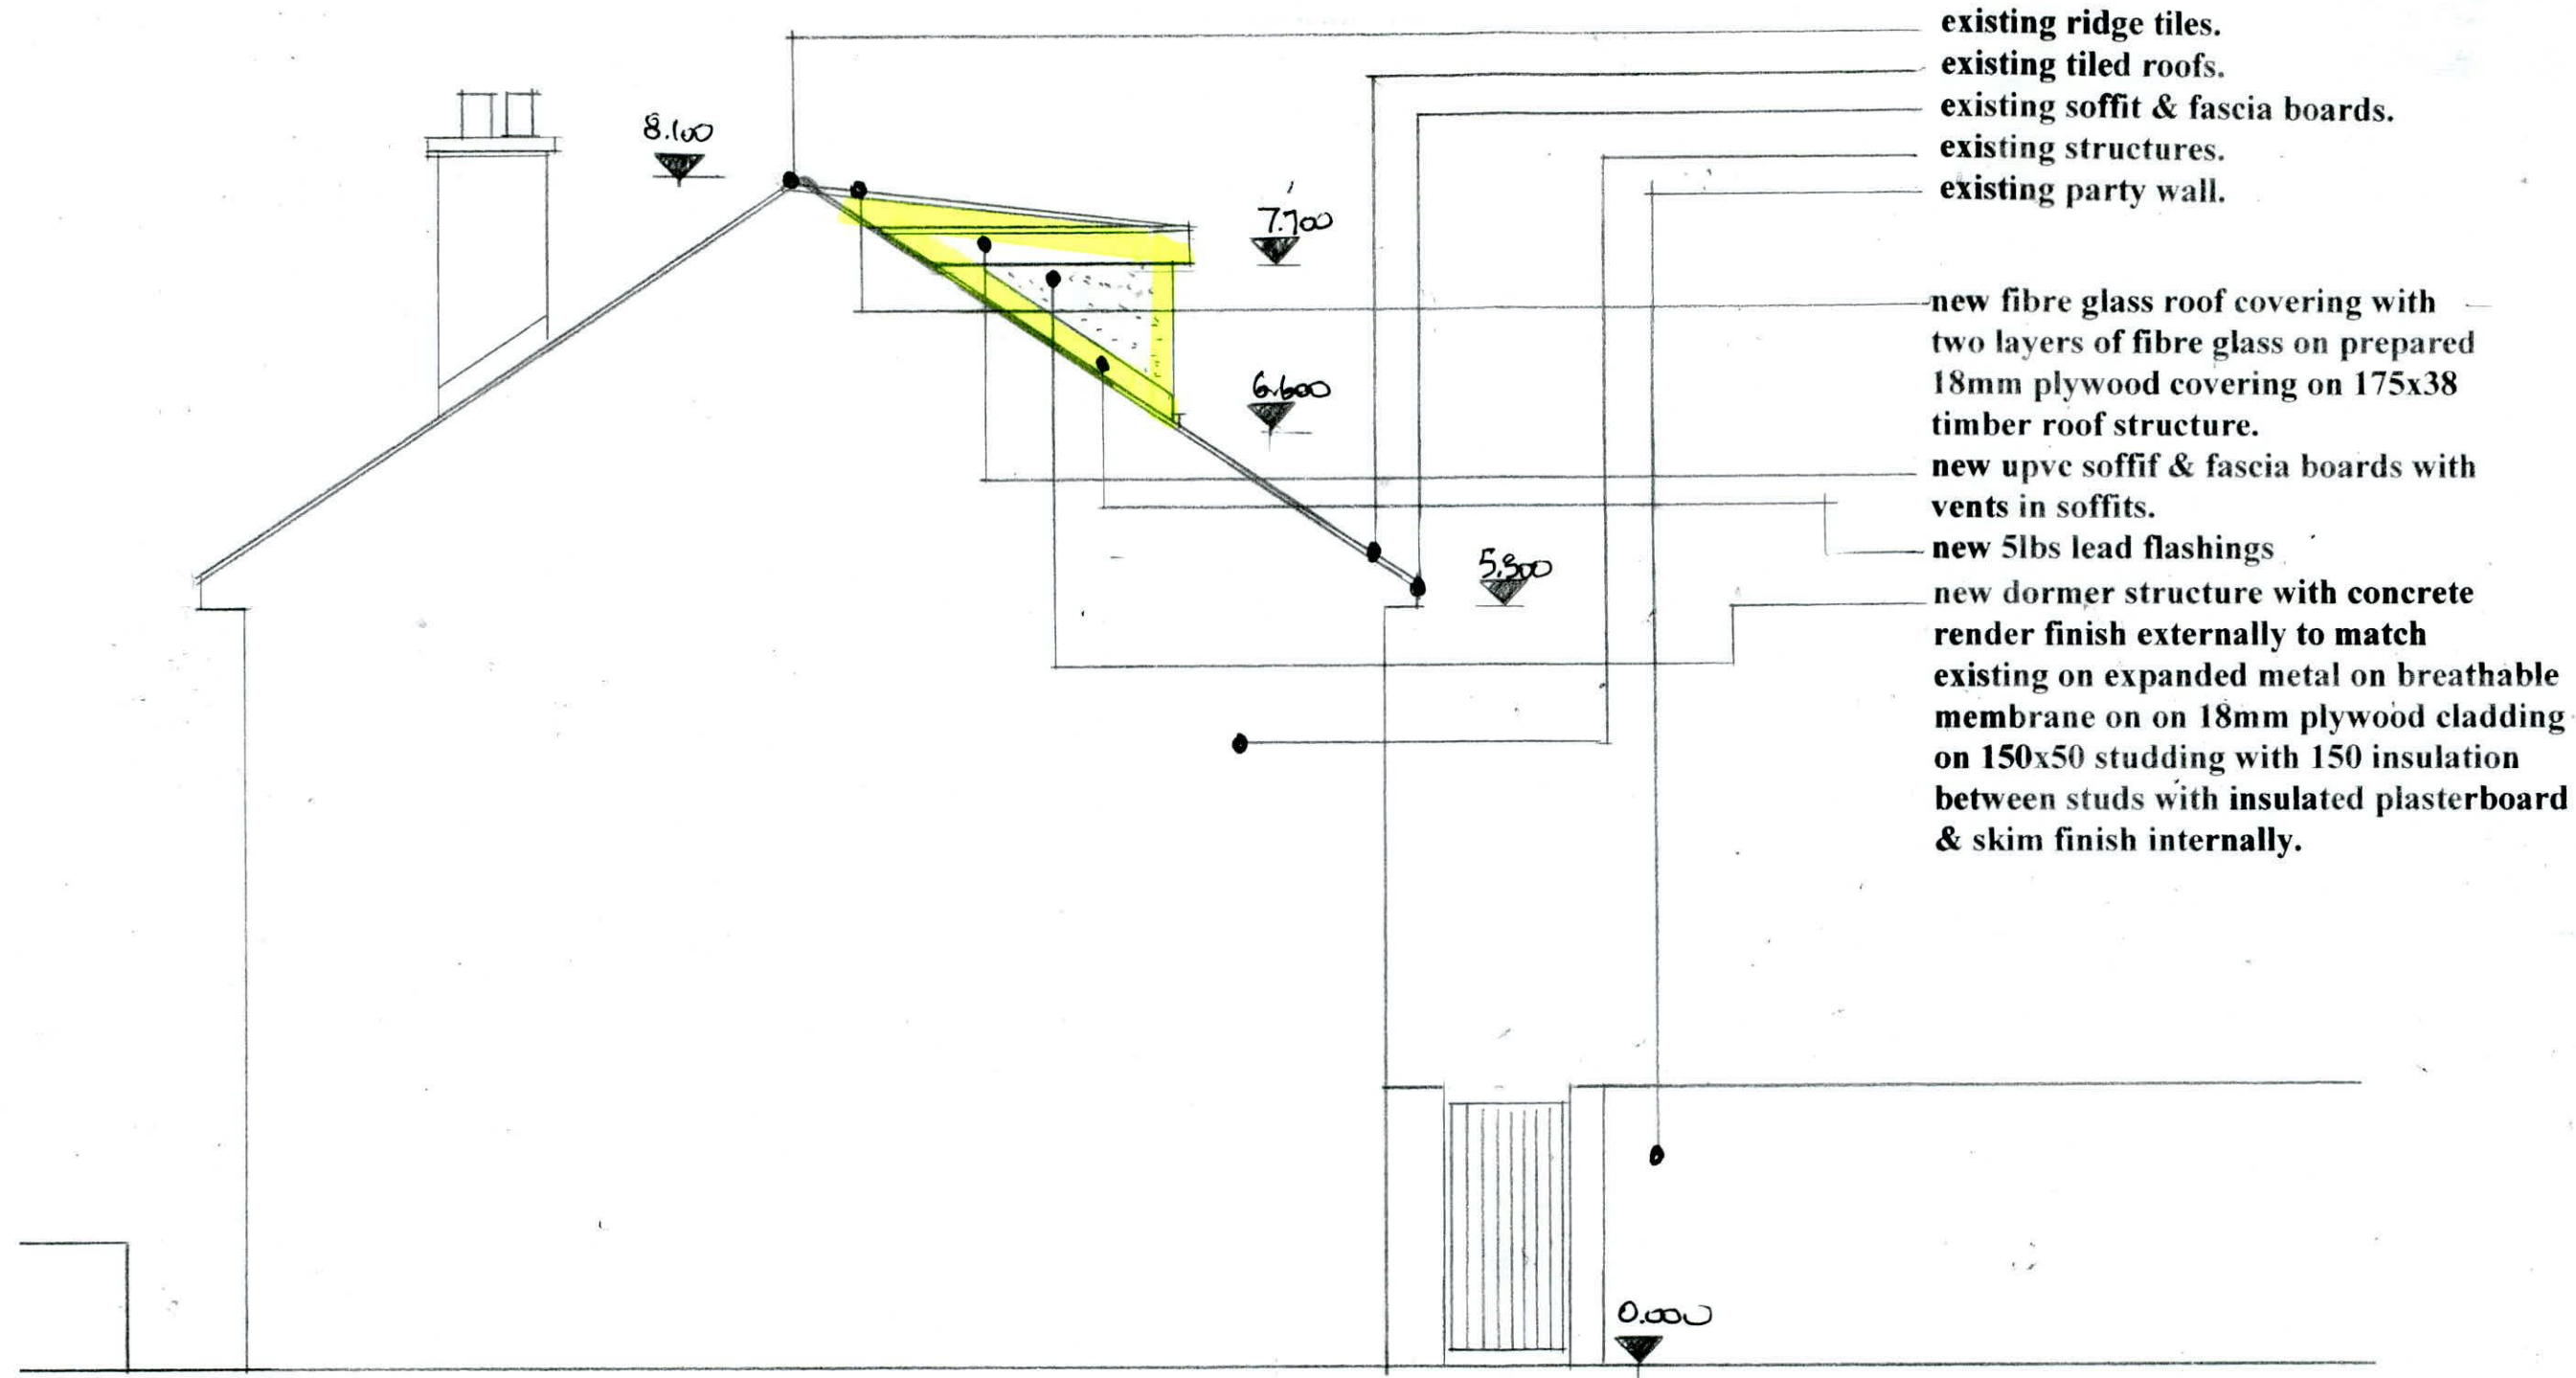 existing ridge tiles.
existing tiled roofs.
existing soffit & fascia boards.
existing structures.
existing party wall.
8.100
7.700
6.600
5.300
0.000
new fibre glass roof covering with
two layers of fibre glass on prepared
18mm plywood covering on 175x38
timber roof structure.
new upvc soffif & fascia boards with
vents in soffits.
new 5lbs lead flashings
new dormer structure with concrete
render finish externally to match
existing on expanded metal on breathable
membrane on on 18mm plywood cladding
on 150x50 studding with 150 insulation
between studs with insulated plasterboard
& skim finish internally.